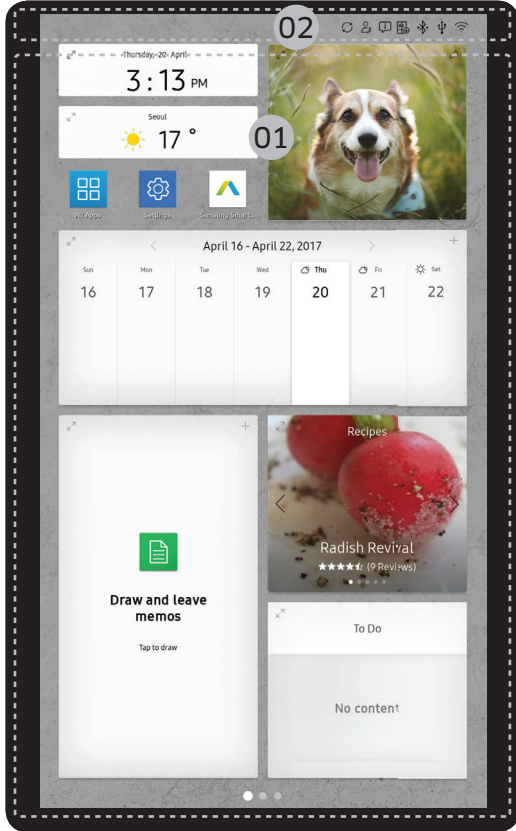 02
Thursday, 20 April
3 : 13 PM
Seoul
17 °
01
All Apps
Settings
Samsung Smart...
April 16 - April 22, 2017
Sun Mon Tue Wed Thu Fri Sat
16 17 18 19 20 21 22
Draw and leave
memos
Tap to draw
Recipes
Radish Revival
(9 Reviews)
To Do
No content